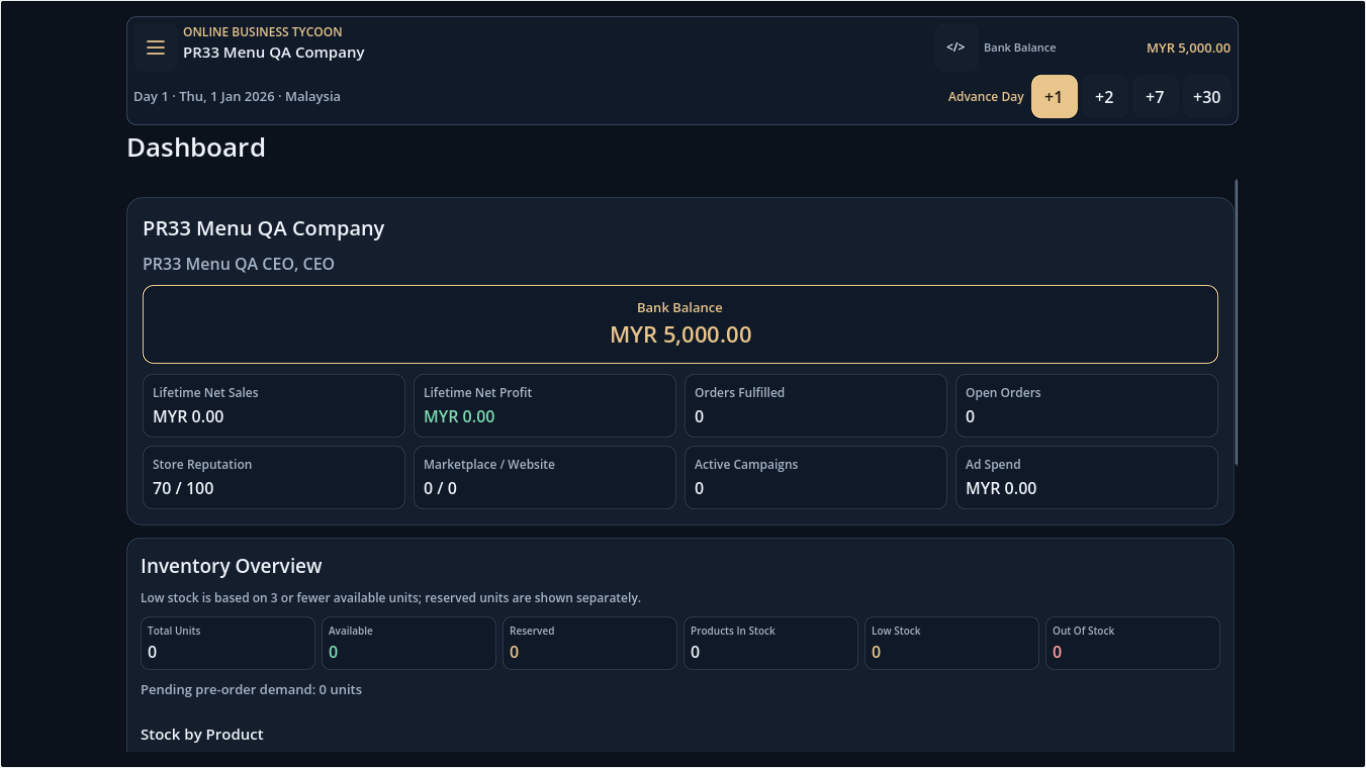 ONLINE BUSINESS TYCOON
PR33 Menu QA Company
</> Bank Balance MYR 5,000.00
Day 1 · Thu, 1 Jan 2026 · Malaysia
Advance Day +1 +2 +7 +30
Dashboard
PR33 Menu QA Company
PR33 Menu QA CEO, CEO
Bank Balance
MYR 5,000.00
Lifetime Net Sales
MYR 0.00
Lifetime Net Profit
MYR 0.00
Orders Fulfilled
0
Open Orders
0
Store Reputation
70 / 100
Marketplace / Website
0 / 0
Active Campaigns
0
Ad Spend
MYR 0.00
Inventory Overview
Low stock is based on 3 or fewer available units; reserved units are shown separately.
Total Units
0
Available
0
Reserved
0
Products In Stock
0
Low Stock
0
Out Of Stock
0
Pending pre-order demand: 0 units
Stock by Product